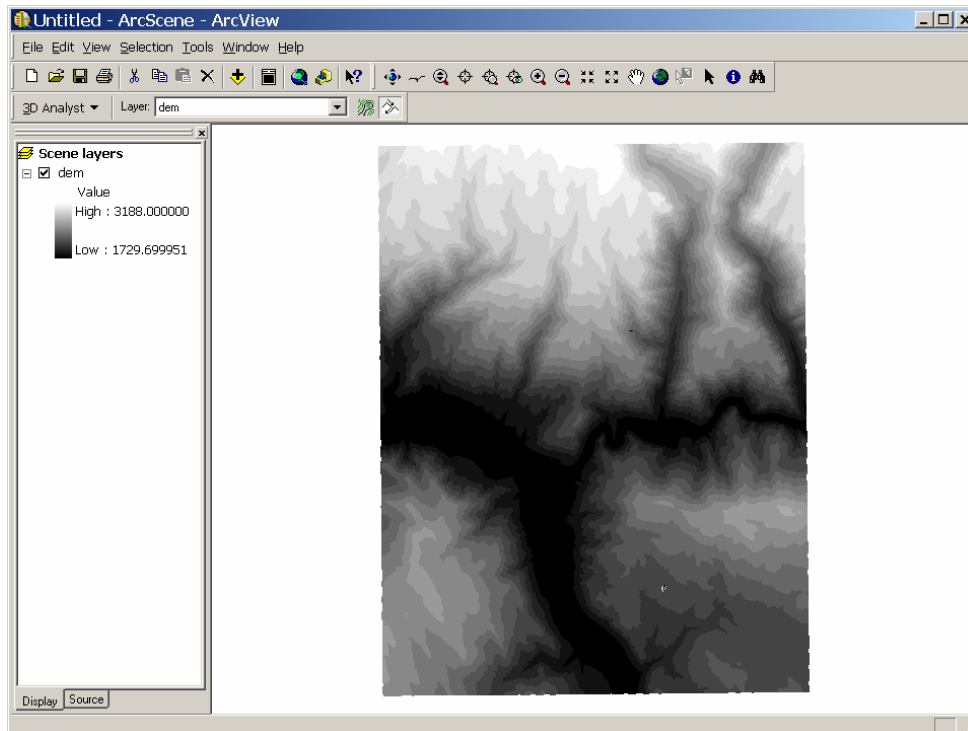 Untitled - ArcScene - ArcView
File Edit View Selection Tools Window Help
3D Analyst Layer: dem
Scene layers
dem
Value
High : 3188.000000
Low : 1729.699951
Display Source